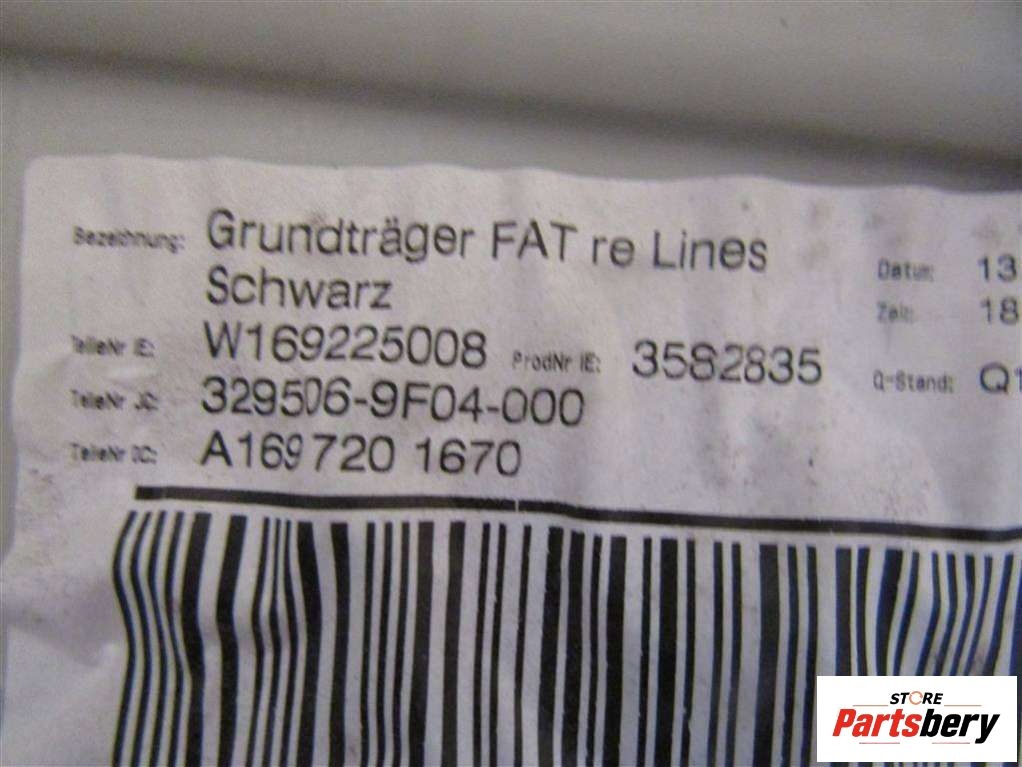 Bezeichnung: Grundträger FAT re Lines
Schwarz
Datum: 13
Zeit: 18
TeileNr IE: W169225008 ProdNr IE: 3582835
Q-Stand: Q1
TeileNr JC: 329506-9F04-000
TeileNr DC: A169 720 1670
STORE
Partsbery